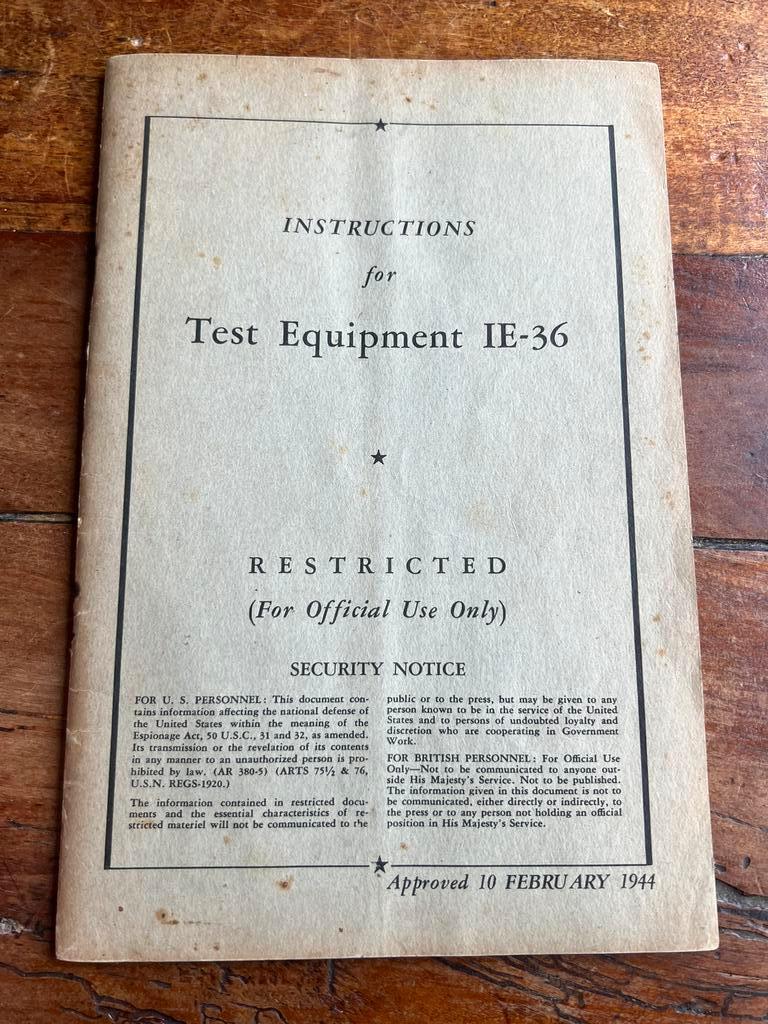 INSTRUCTIONS
for
Test Equipment IE-36
RESTRICTED
(For Official Use Only)
SECURITY NOTICE
FOR U. S. PERSONNEL: This document con-
tains information affecting the national defense of
the United States within the meaning of the
Espionage Act, 50 U.S.C., 31 and 32, as amended.
Its transmission or the revelation of its contents
in any manner to an unauthorized person is pro-
hibited by law. (AR 380-5) (ARTS 75½ & 76,
U.S.N. REGS-1920.)
The information contained in restricted docu-
ments and the essential characteristics of re-
stricted materiel will not be communicated to the
public or to the press, but may be given to any
person known to be in the service of the United
States and to persons of undoubted loyalty and
discretion who are cooperating in Government
Work.
FOR BRITISH PERSONNEL: For Official Use
Only—Not to be communicated to anyone out-
side His Majesty's Service. Not to be published.
The information given in this document is not to
be communicated, either directly or indirectly, to
the press or to any person not holding an official
position in His Majesty's Service.
Approved 10 FEBRUARY 1944